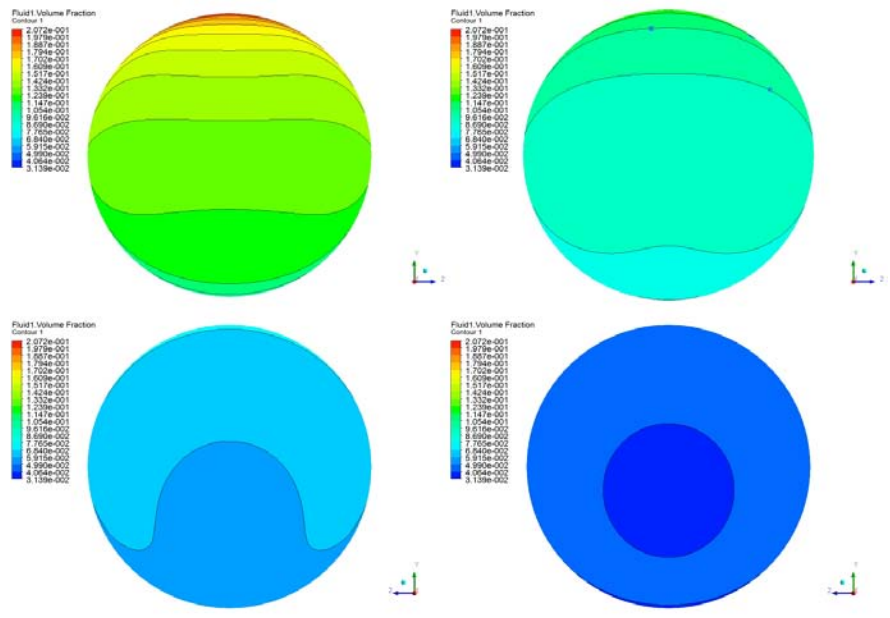 Fluid1.Volume Fraction
Contour 1
2.072e-001
1.979e-001
1.887e-001
1.794e-001
1.702e-001
1.609e-001
1.517e-001
1.424e-001
1.332e-001
1.239e-001
1.147e-001
1.054e-001
9.616e-002
8.690e-002
7.765e-002
6.840e-002
5.915e-002
4.990e-002
4.064e-002
3.139e-002
Y
Z
Fluid1.Volume Fraction
Contour 1
2.072e-001
1.979e-001
1.887e-001
1.794e-001
1.702e-001
1.609e-001
1.517e-001
1.424e-001
1.332e-001
1.239e-001
1.147e-001
1.054e-001
9.616e-002
8.690e-002
7.765e-002
6.840e-002
5.915e-002
4.990e-002
4.064e-002
3.139e-002
Y
Z
Fluid1.Volume Fraction
Contour 1
2.072e-001
1.979e-001
1.887e-001
1.794e-001
1.702e-001
1.609e-001
1.517e-001
1.424e-001
1.332e-001
1.239e-001
1.147e-001
1.054e-001
9.616e-002
8.690e-002
7.765e-002
6.840e-002
5.915e-002
4.990e-002
4.064e-002
3.139e-002
Y
Z
Fluid1.Volume Fraction
Contour 1
2.072e-001
1.979e-001
1.887e-001
1.794e-001
1.702e-001
1.609e-001
1.517e-001
1.424e-001
1.332e-001
1.239e-001
1.147e-001
1.054e-001
9.616e-002
8.690e-002
7.765e-002
6.840e-002
5.915e-002
4.990e-002
4.064e-002
3.139e-002
Y
Z